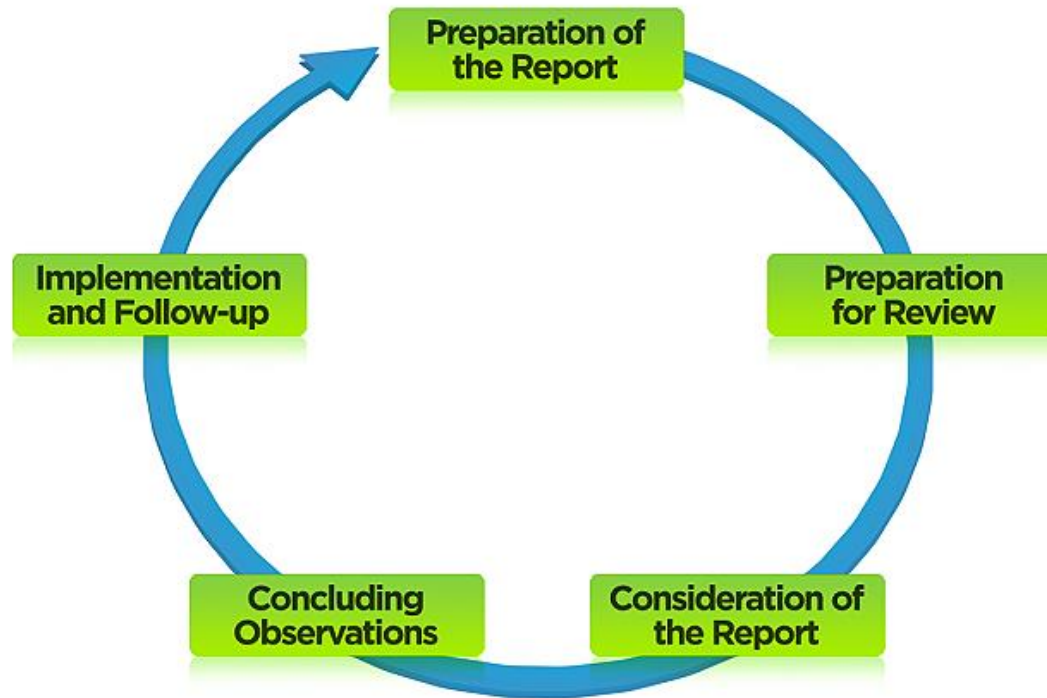 Preparation of
the Report
Preparation
for Review
Consideration of
the Report
Concluding
Observations
Implementation
and Follow-up